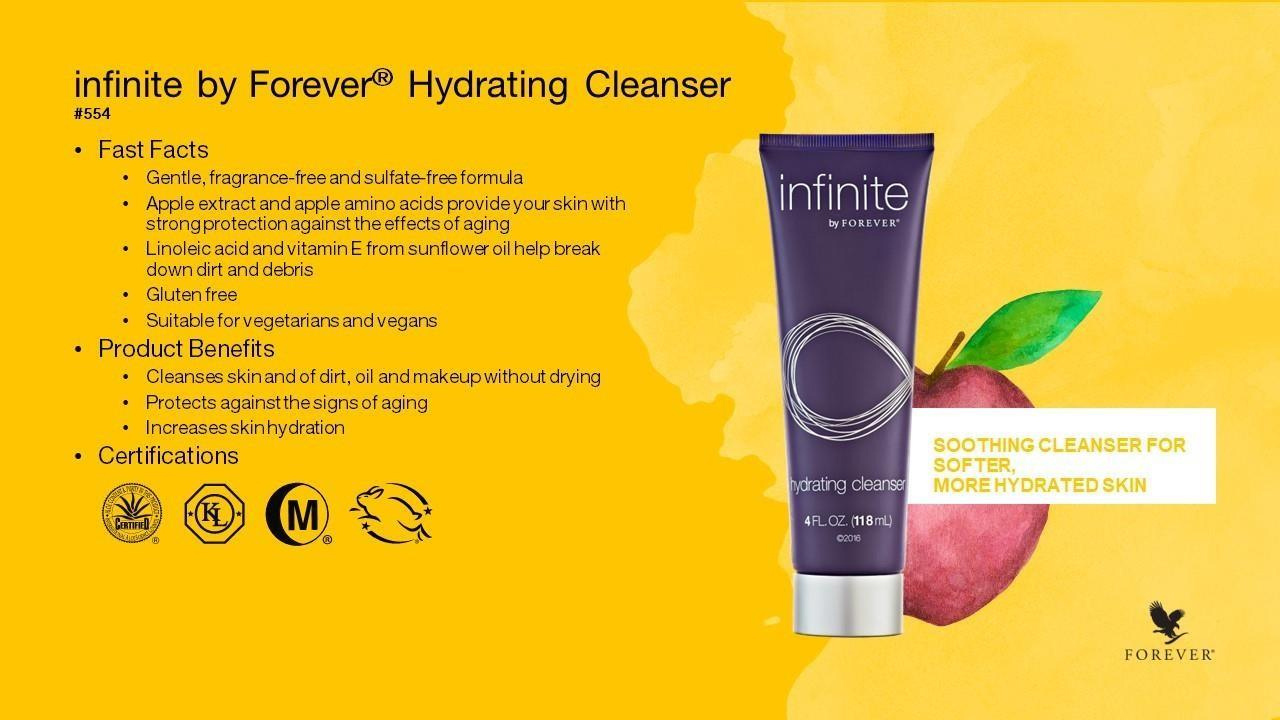 infinite by Forever® Hydrating Cleanser
#554
• Fast Facts
• Gentle, fragrance-free and sulfate-free formula
• Apple extract and apple amino acids provide your skin with
strong protection against the effects of aging
• Linoleic acid and vitamin E from sunflower oil help break
down dirt and debris
• Gluten free
• Suitable for vegetarians and vegans
• Product Benefits
• Cleanses skin and of dirt, oil and makeup without drying
• Protects against the signs of aging
• Increases skin hydration
• Certifications
CERTIFIED
®
KL
M
®
infinite
by FOREVER®
hydrating cleanser
4 FL. OZ. (118 mL)
©2016
SOOTHING CLEANSER FOR
SOFTER,
MORE HYDRATED SKIN
FOREVER®